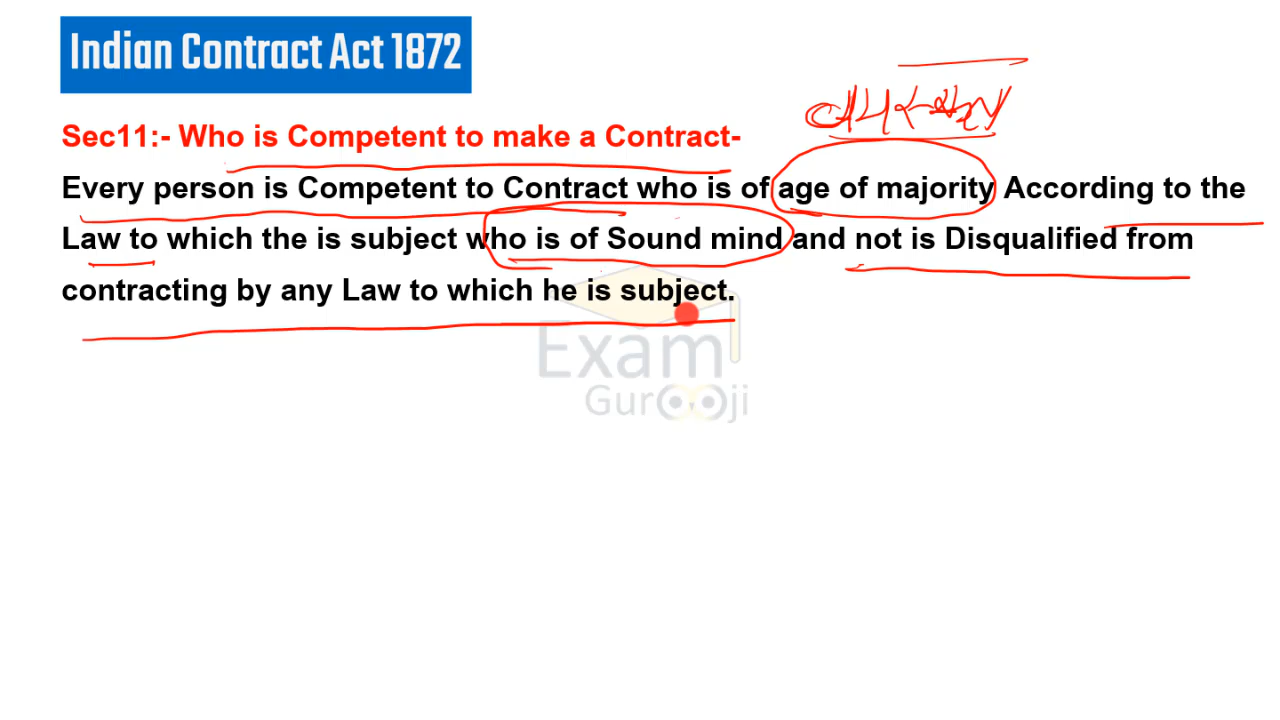 Indian Contract Act 1872
Sec11:- Who is Competent to make a Contract-
Every person is Competent to Contract who is of age of majority According to the
Law to which the is subject who is of Sound mind and not is Disqualified from
contracting by any Law to which he is subject.
Exam
Gurooji